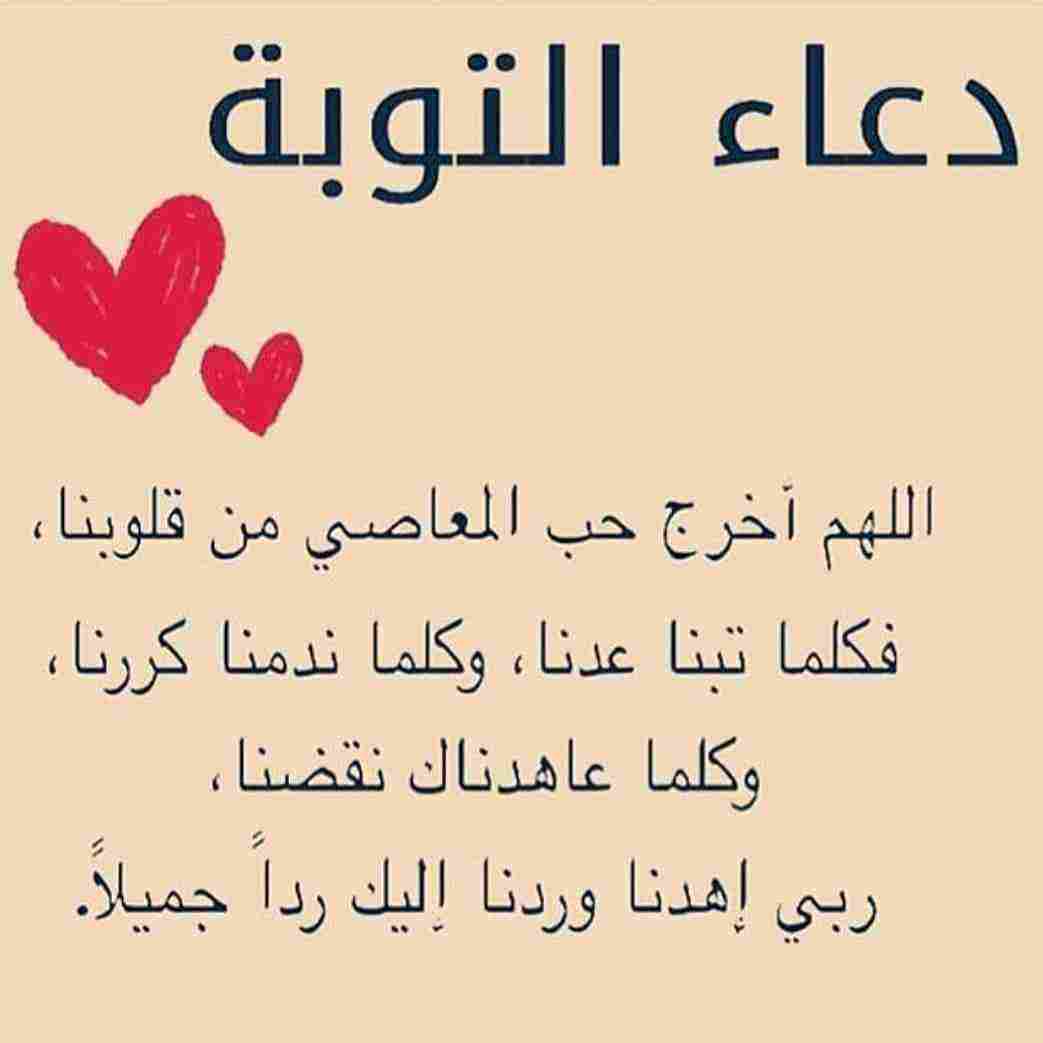 دعاء التوبة
اللهم أخرج حب المعاصي من قلوبنا،
فكلما تبنا عدنا، وكلما ندمنا كررنا،
وكلما عاهدناك نقضنا،
ربي إهدنا وردنا إليك رداً جميلاً.